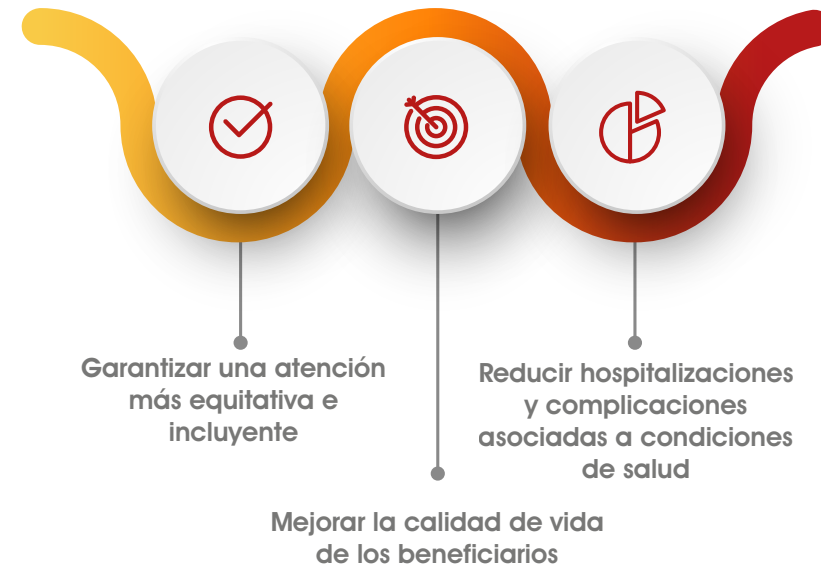 Garantizar una atención
más equitativa e
incluyente
Mejorar la calidad de vida
de los beneficiarios
Reducir hospitalizaciones
y complicaciones
asociadas a condiciones
de salud